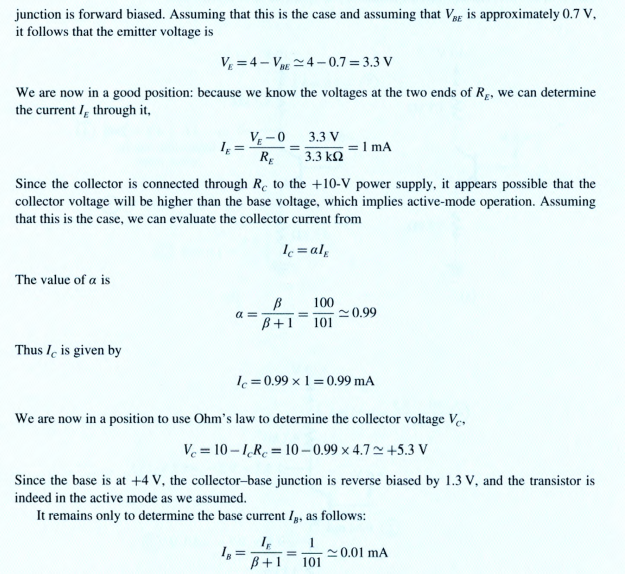 junction is forward biased. Assuming that this is the case and assuming that V_BE is approximately 0.7 V,
it follows that the emitter voltage is
V_E = 4 − V_BE ≃ 4 − 0.7 = 3.3 V
We are now in a good position: because we know the voltages at the two ends of R_E, we can determine
the current I_E through it,
I_E = (V_E − 0)/R_E = 3.3 V/3.3 kΩ = 1 mA
Since the collector is connected through R_C to the +10-V power supply, it appears possible that the
collector voltage will be higher than the base voltage, which implies active-mode operation. Assuming
that this is the case, we can evaluate the collector current from
I_C = αI_E
The value of α is
α = β/(β + 1) = 100/101 ≃ 0.99
Thus I_C is given by
I_C = 0.99 × 1 = 0.99 mA
We are now in a position to use Ohm's law to determine the collector voltage V_C,
V_C = 10 − I_C R_C = 10 − 0.99 × 4.7 ≃ +5.3 V
Since the base is at +4 V, the collector–base junction is reverse biased by 1.3 V, and the transistor is
indeed in the active mode as we assumed.
It remains only to determine the base current I_B, as follows:
I_B = I_E/(β + 1) = 1/101 ≃ 0.01 mA